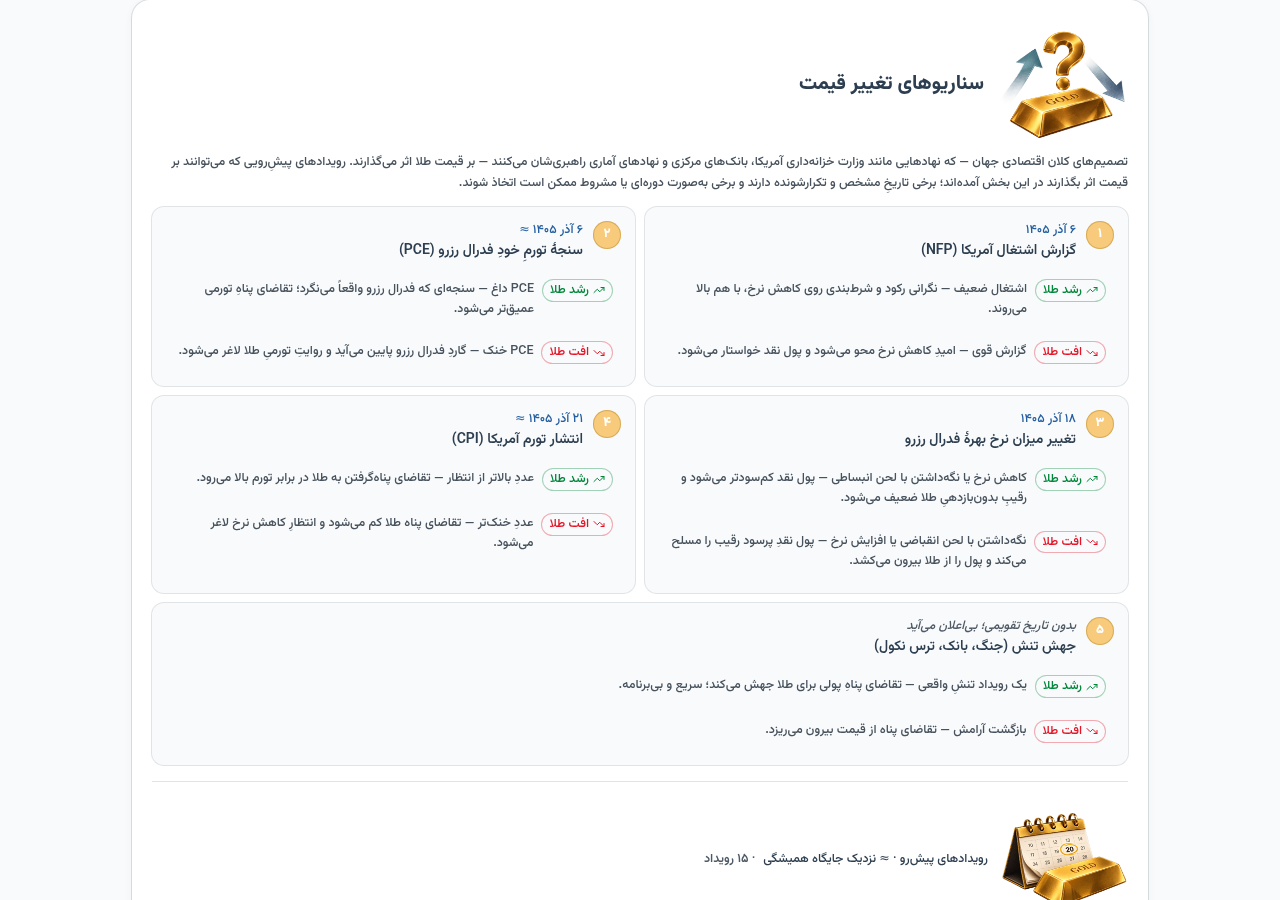 GOLD
سناریوهای تغییر قیمت
تصمیم‌های کلان اقتصادی جهان — که نهادهایی مانند وزارت خزانه‌داری آمریکا، بانک‌های مرکزی و نهادهای آماری راهبری‌شان می‌کنند — بر قیمت طلا اثر می‌گذارند. رویدادهای پیشِ‌رویی که می‌توانند بر
قیمت اثر بگذارند در این بخش آمده‌اند؛ برخی تاریخِ مشخص و تکرارشونده دارند و برخی به‌صورت دوره‌ای یا مشروط ممکن است اتخاذ شوند.
۱
۶ آذر ۱۴۰۵
گزارش اشتغال آمریکا (NFP)
رشد طلا
اشتغال ضعیف — نگرانی رکود و شرط‌بندی روی کاهش نرخ، با هم بالا
می‌روند.
افت طلا
گزارش قوی — امیدِ کاهش نرخ محو می‌شود و پول نقد خواستار می‌شود.
۲
۶ آذر ۱۴۰۵ ≈
سنجهٔ تورمِ خودِ فدرال رزرو (PCE)
رشد طلا
PCE داغ — سنجه‌ای که فدرال رزرو واقعاً می‌نگرد؛ تقاضای پناهِ تورمی
عمیق‌تر می‌شود.
افت طلا
PCE خنک — گاردِ فدرال رزرو پایین می‌آید و روایتِ تورمیِ طلا لاغر می‌شود.
۳
۱۸ آذر ۱۴۰۵
تغییر میزان نرخ بهرهٔ فدرال رزرو
رشد طلا
کاهش نرخ یا نگه‌داشتن با لحن انبساطی — پول نقد کم‌سودتر می‌شود و
رقیبِ بدون‌بازدهیِ طلا ضعیف می‌شود.
افت طلا
نگه‌داشتن با لحن انقباضی یا افزایش نرخ — پول نقدِ پرسود رقیب را مسلح
می‌کند و پول را از طلا بیرون می‌کشد.
۴
۲۱ آذر ۱۴۰۵ ≈
انتشار تورم آمریکا (CPI)
رشد طلا
عددِ بالاتر از انتظار — تقاضای پناه‌گرفتن به طلا در برابر تورم بالا می‌رود.
افت طلا
عددِ خنک‌تر — تقاضای پناه طلا کم می‌شود و انتظارِ کاهش نرخ لاغر
می‌شود.
۵
بدون تاریخ تقویمی؛ بی‌اعلان می‌آید
جهش تنش (جنگ، بانک، ترس نکول)
رشد طلا
یک رویداد تنشِ واقعی — تقاضای پناهِ پولی برای طلا جهش می‌کند؛ سریع و بی‌برنامه.
افت طلا
بازگشت آرامش — تقاضای پناه از قیمت بیرون می‌ریزد.
20
GOLD
رویدادهای پیش‌رو · ≈ نزدیک جایگاه همیشگی · ۱۵ رویداد